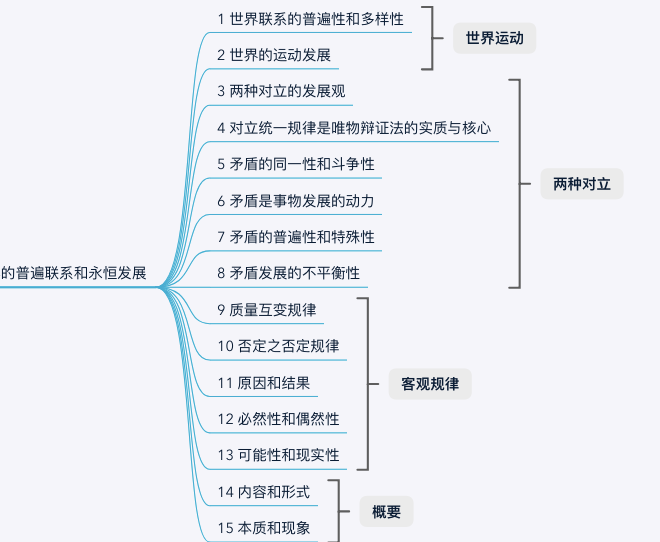 1 世界联系的普遍性和多样性
世界运动
2 世界的运动发展
3 两种对立的发展观
4 对立统一规律是唯物辩证法的实质与核心
5 矛盾的同一性和斗争性
两种对立
6 矛盾是事物发展的动力
7 矛盾的普遍性和特殊性
的普遍联系和永恒发展
8 矛盾发展的不平衡性
9 质量互变规律
10 否定之否定规律
11 原因和结果
客观规律
12 必然性和偶然性
13 可能性和现实性
14 内容和形式
概要
15 本质和现象